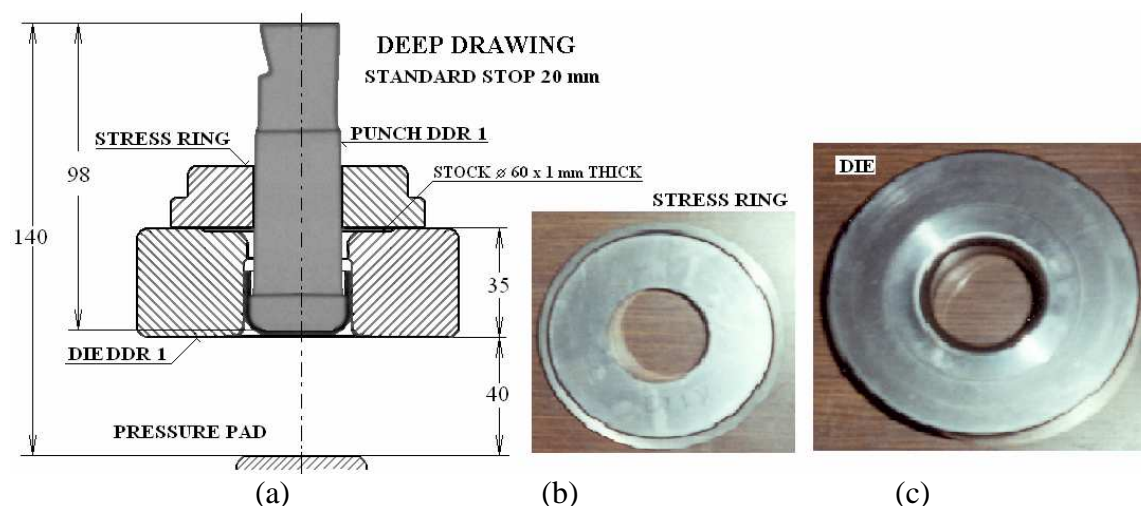 DEEP DRAWING
STANDARD STOP 20 mm
STRESS RING
PUNCH DDR 1
STOCK ø 60 x 1 mm THICK
98
140
35
DIE DDR 1
40
PRESSURE PAD
STRESS RING
DIE
(a)
(b)
(c)